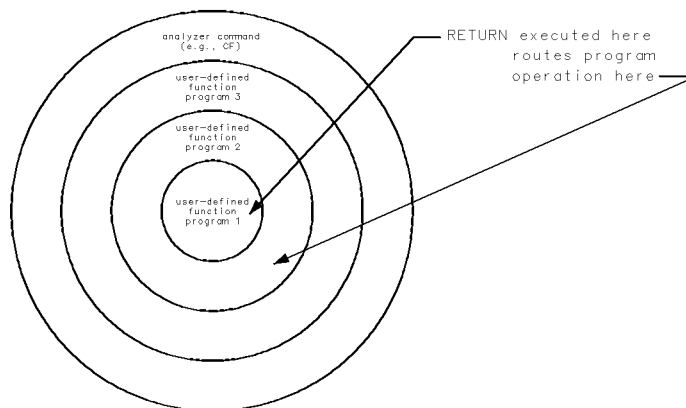 analyzer command
(e.g., CF)
user-defined
function
program 3
user-defined
function
program 2
user-defined
function
program 1
RETURN executed here
routes program
operation here